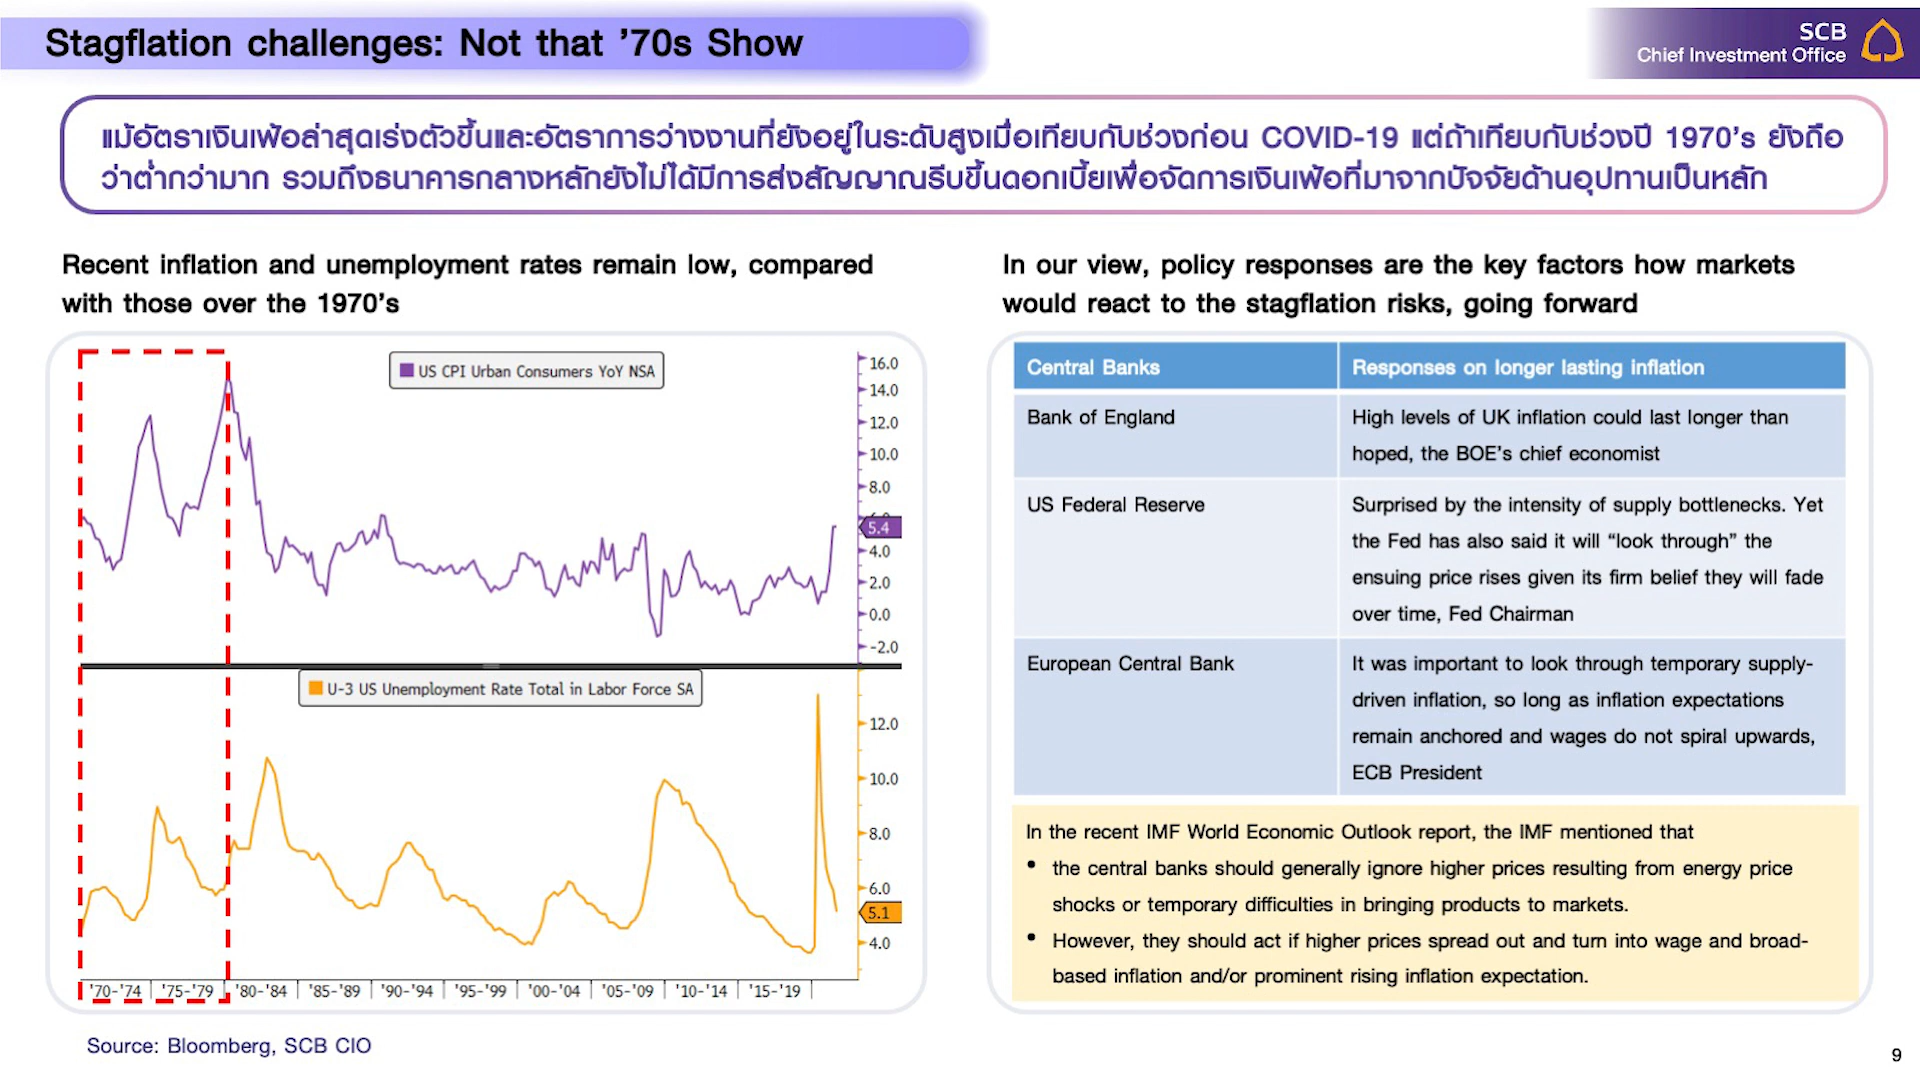 Stagflation challenges: Not that ’70s Show
SCB
Chief Investment Office
แม้อัตราเงินเฟ้อล่าสุดเร่งตัวขึ้นและอัตราการว่างงานที่ยังอยู่ในระดับสูงเมื่อเทียบกับช่วงก่อน COVID-19 แต่ถ้าเทียบกับช่วงปี 1970’s ยังถือ
ว่าต่ำกว่ามาก รวมถึงธนาคารกลางหลักยังไม่ได้มีการส่งสัญญาณรีบขึ้นดอกเบี้ยเพื่อจัดการเงินเฟ้อที่มาจากปัจจัยด้านอุปทานเป็นหลัก
Recent inflation and unemployment rates remain low, compared
with those over the 1970’s
US CPI Urban Consumers YoY NSA
16.0
14.0
12.0
10.0
8.0
5.4
4.0
2.0
0.0
-2.0
U-3 US Unemployment Rate Total in Labor Force SA
12.0
10.0
8.0
6.0
5.1
4.0
'70-'74 '75-'79 '80-'84 '85-'89 '90-'94 '95-'99 '00-'04 '05-'09 '10-'14 '15-'19
Source: Bloomberg, SCB CIO
In our view, policy responses are the key factors how markets
would react to the stagflation risks, going forward
Central Banks
Responses on longer lasting inflation
Bank of England
High levels of UK inflation could last longer than
hoped, the BOE’s chief economist
US Federal Reserve
Surprised by the intensity of supply bottlenecks. Yet
the Fed has also said it will “look through” the
ensuing price rises given its firm belief they will fade
over time, Fed Chairman
European Central Bank
It was important to look through temporary supply-
driven inflation, so long as inflation expectations
remain anchored and wages do not spiral upwards,
ECB President
In the recent IMF World Economic Outlook report, the IMF mentioned that
• the central banks should generally ignore higher prices resulting from energy price
shocks or temporary difficulties in bringing products to markets.
• However, they should act if higher prices spread out and turn into wage and broad-
based inflation and/or prominent rising inflation expectation.
9